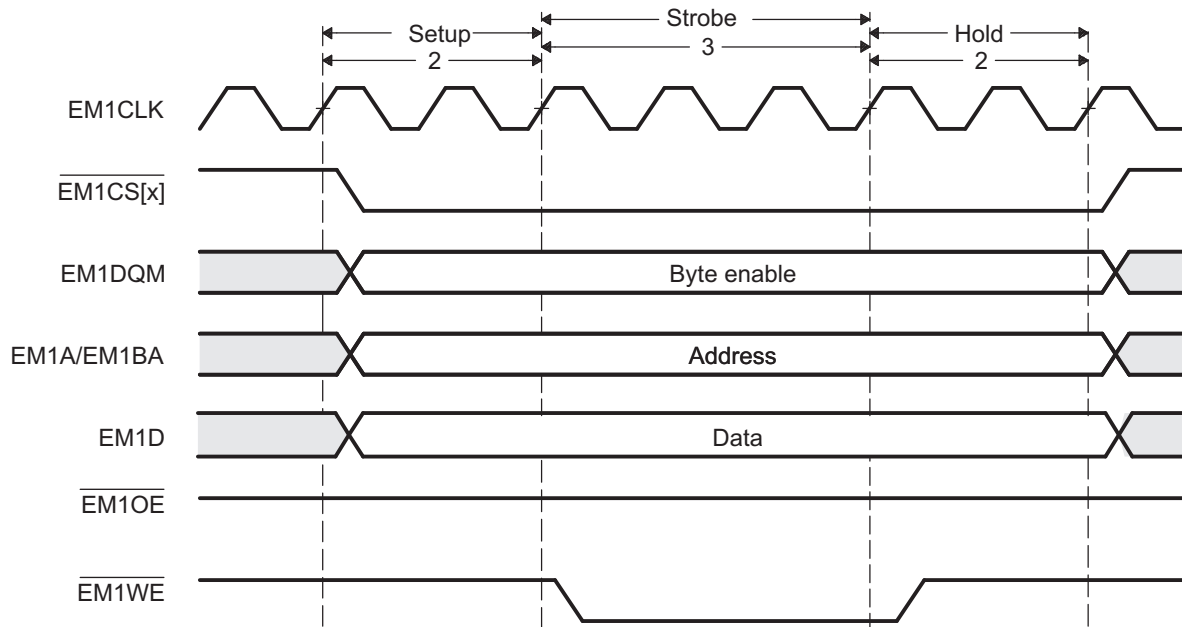 Setup
Strobe
Hold
2
3
2
EM1CLK
EM1CS[x]
EM1DQM
Byte enable
EM1A/EM1BA
Address
EM1D
Data
EM1OE
EM1WE